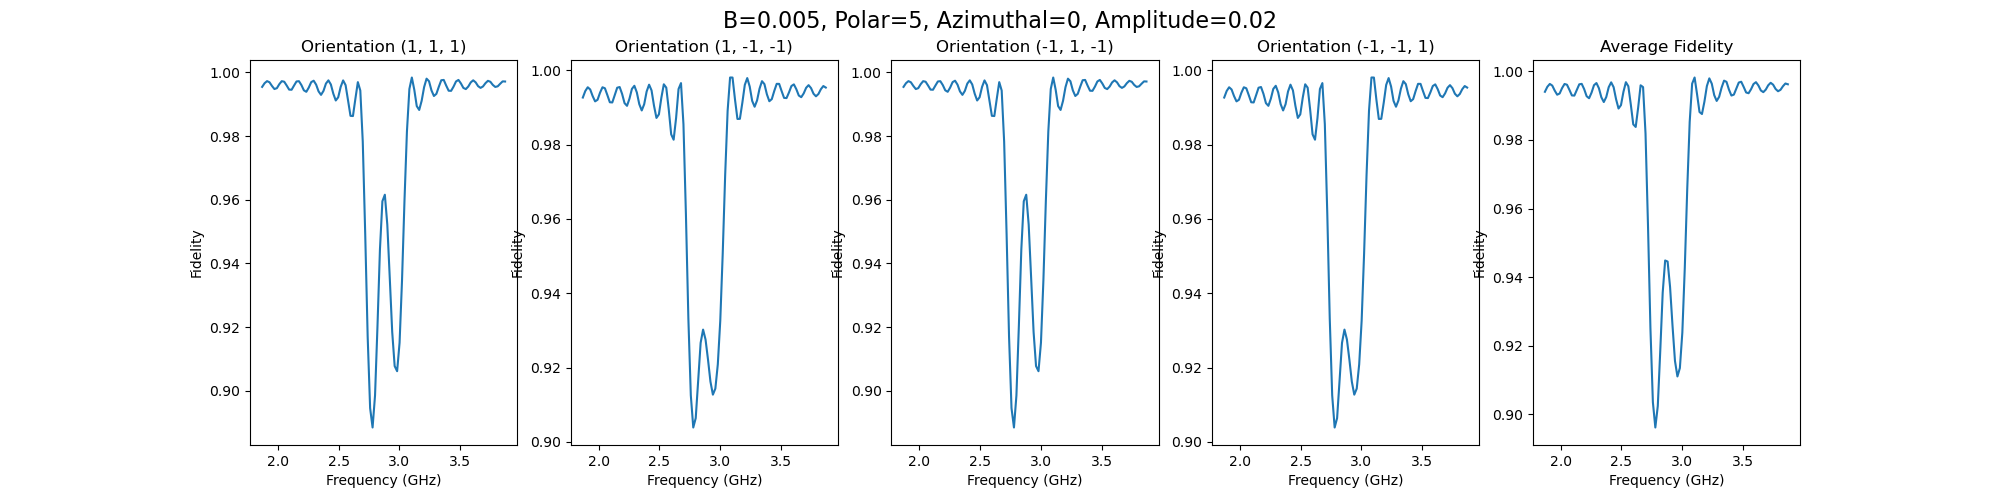 B=0.005, Polar=5, Azimuthal=0, Amplitude=0.02
Orientation (1, 1, 1)
1.00
0.98
0.96
0.94
0.92
0.90
Fidelity
2.0 2.5 3.0 3.5
Frequency (GHz)
Orientation (1, -1, -1)
1.00
0.98
0.96
0.94
0.92
0.90
Fidelity
2.0 2.5 3.0 3.5
Frequency (GHz)
Orientation (-1, 1, -1)
1.00
0.98
0.96
0.94
0.92
0.90
Fidelity
2.0 2.5 3.0 3.5
Frequency (GHz)
Orientation (-1, -1, 1)
1.00
0.98
0.96
0.94
0.92
0.90
Fidelity
2.0 2.5 3.0 3.5
Frequency (GHz)
Average Fidelity
1.00
0.98
0.96
0.94
0.92
0.90
Fidelity
2.0 2.5 3.0 3.5
Frequency (GHz)